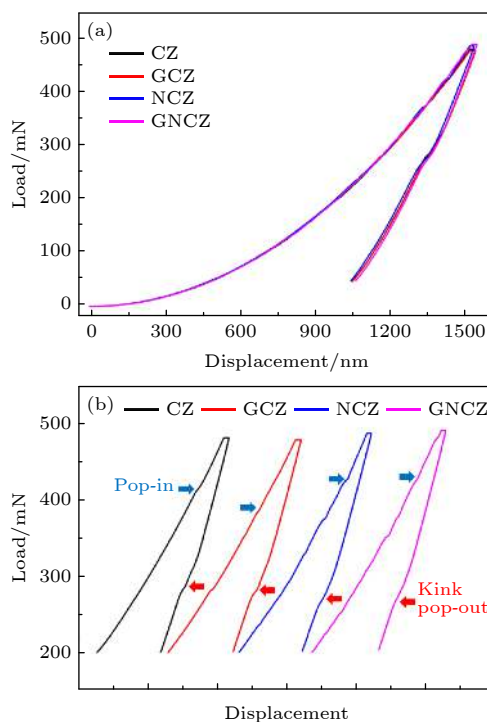 (a)
CZ
GCZ
NCZ
GNCZ
500
400
300
200
100
0
Load/mN
0 300 600 900 1200 1500
Displacement/nm
(b) CZ GCZ NCZ GNCZ
500
400
300
200
Load/mN
Pop-in
Kink
pop-out
Displacement